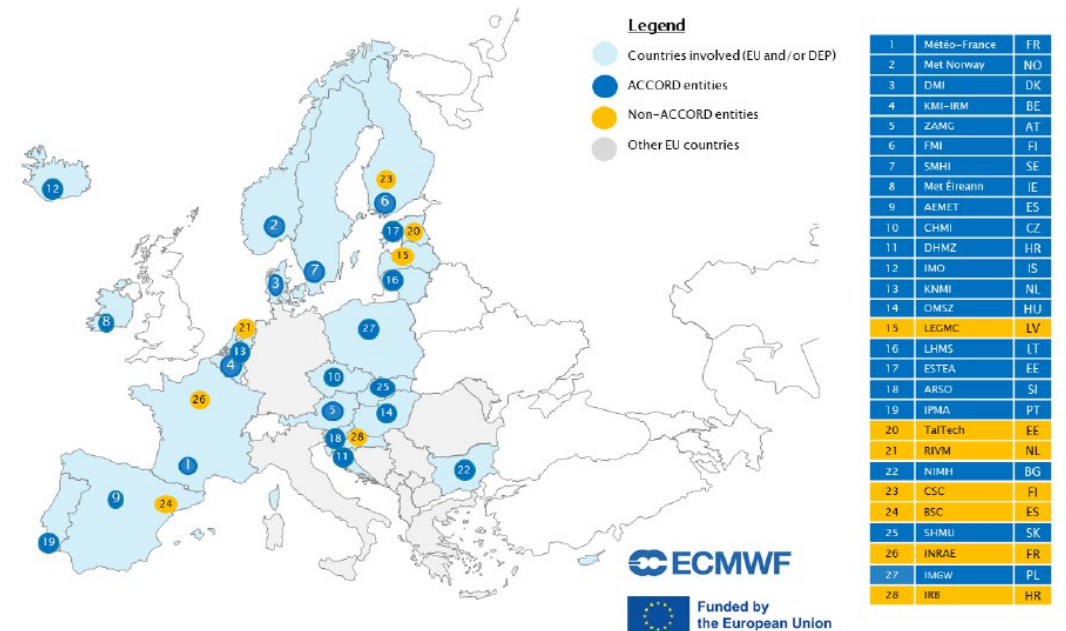 Legend
Countries involved (EU and/or DEP)
ACCORD entities
Non-ACCORD entities
Other EU countries
1 Météo-France FR
2 Met Norway NO
3 DMI DK
4 KMI-IRM BE
5 ZAMG AT
6 FMI FI
7 SMHI SE
8 Met Éireann IE
9 AEMET ES
10 CHMI CZ
11 DHMZ HR
12 IMO IS
13 KNMI NL
14 OMSZ HU
15 LEGMC LV
16 LHMS LT
17 ESTEA EE
18 ARSO SI
19 IPMA PT
20 TalTech EE
21 RIVM NL
22 NIMH BG
23 CSC FI
24 BSC ES
25 SHMU SK
26 INRAE FR
27 IMGW PL
28 IRB HR
23
12
6
2
17 20
15
7
16
3
8
21
27
13
4
10
25
26
5
14
18 28
11
1
22
9
24
19
ECMWF
Funded by
the European Union